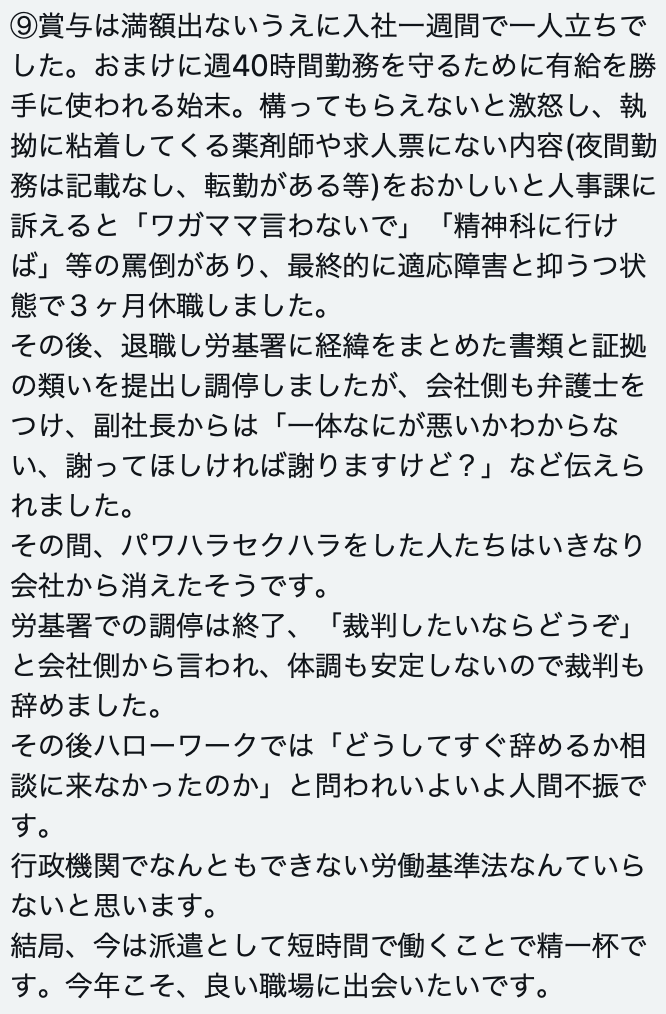 ⑨賞与は満額出ないうえに入社一週間で一人立ちで
した。おまけに週40時間勤務を守るために有給を勝
手に使われる始末。構ってもらえないと激怒し、執
拗に粘着してくる薬剤師や求人票にない内容(夜間勤
務は記載なし、転勤がある等)をおかしいと人事課に
訴えると「ワガママ言わないで」「精神科に行け
ば」等の罵倒があり、最終的に適応障害と抑うつ状
態で３ヶ月休職しました。
その後、退職し労基署に経緯をまとめた書類と証拠
の類いを提出し調停しましたが、会社側も弁護士を
つけ、副社長からは「一体なにが悪いかわからな
い、謝ってほしければ謝りますけど？」など伝えら
れました。
その間、パワハラセクハラをした人たちはいきなり
会社から消えたそうです。
労基署での調停は終了、「裁判したいならどうぞ」
と会社側から言われ、体調も安定しないので裁判も
辞めました。
その後ハローワークでは「どうしてすぐ辞めるか相
談に来なかったのか」と問われいよいよ人間不振で
す。
行政機関でなんともできない労働基準法なんていら
ないと思います。
結局、今は派遣として短時間で働くことで精一杯で
す。今年こそ、良い職場に出会いたいです。